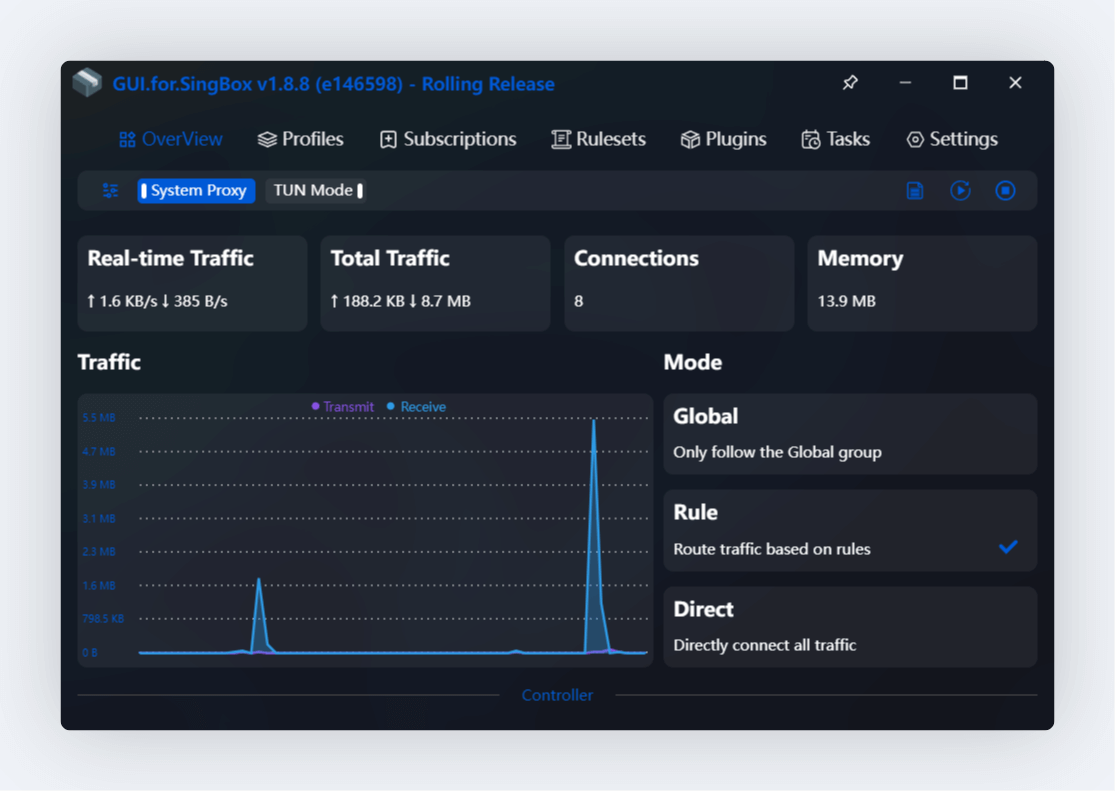 GUI.for.SingBox v1.8.8 (e146598) - Rolling Release
OverView Profiles Subscriptions Rulesets Plugins Tasks Settings
System Proxy TUN Mode
Real-time Traffic
↑ 1.6 KB/s ↓ 385 B/s
Total Traffic
↑ 188.2 KB ↓ 8.7 MB
Connections
8
Memory
13.9 MB
Traffic
Transmit Receive
5.5 MB
4.7 MB
3.9 MB
3.1 MB
2.3 MB
1.6 MB
798.5 KB
0 B
Mode
Global
Only follow the Global group
Rule
Route traffic based on rules
Direct
Directly connect all traffic
Controller